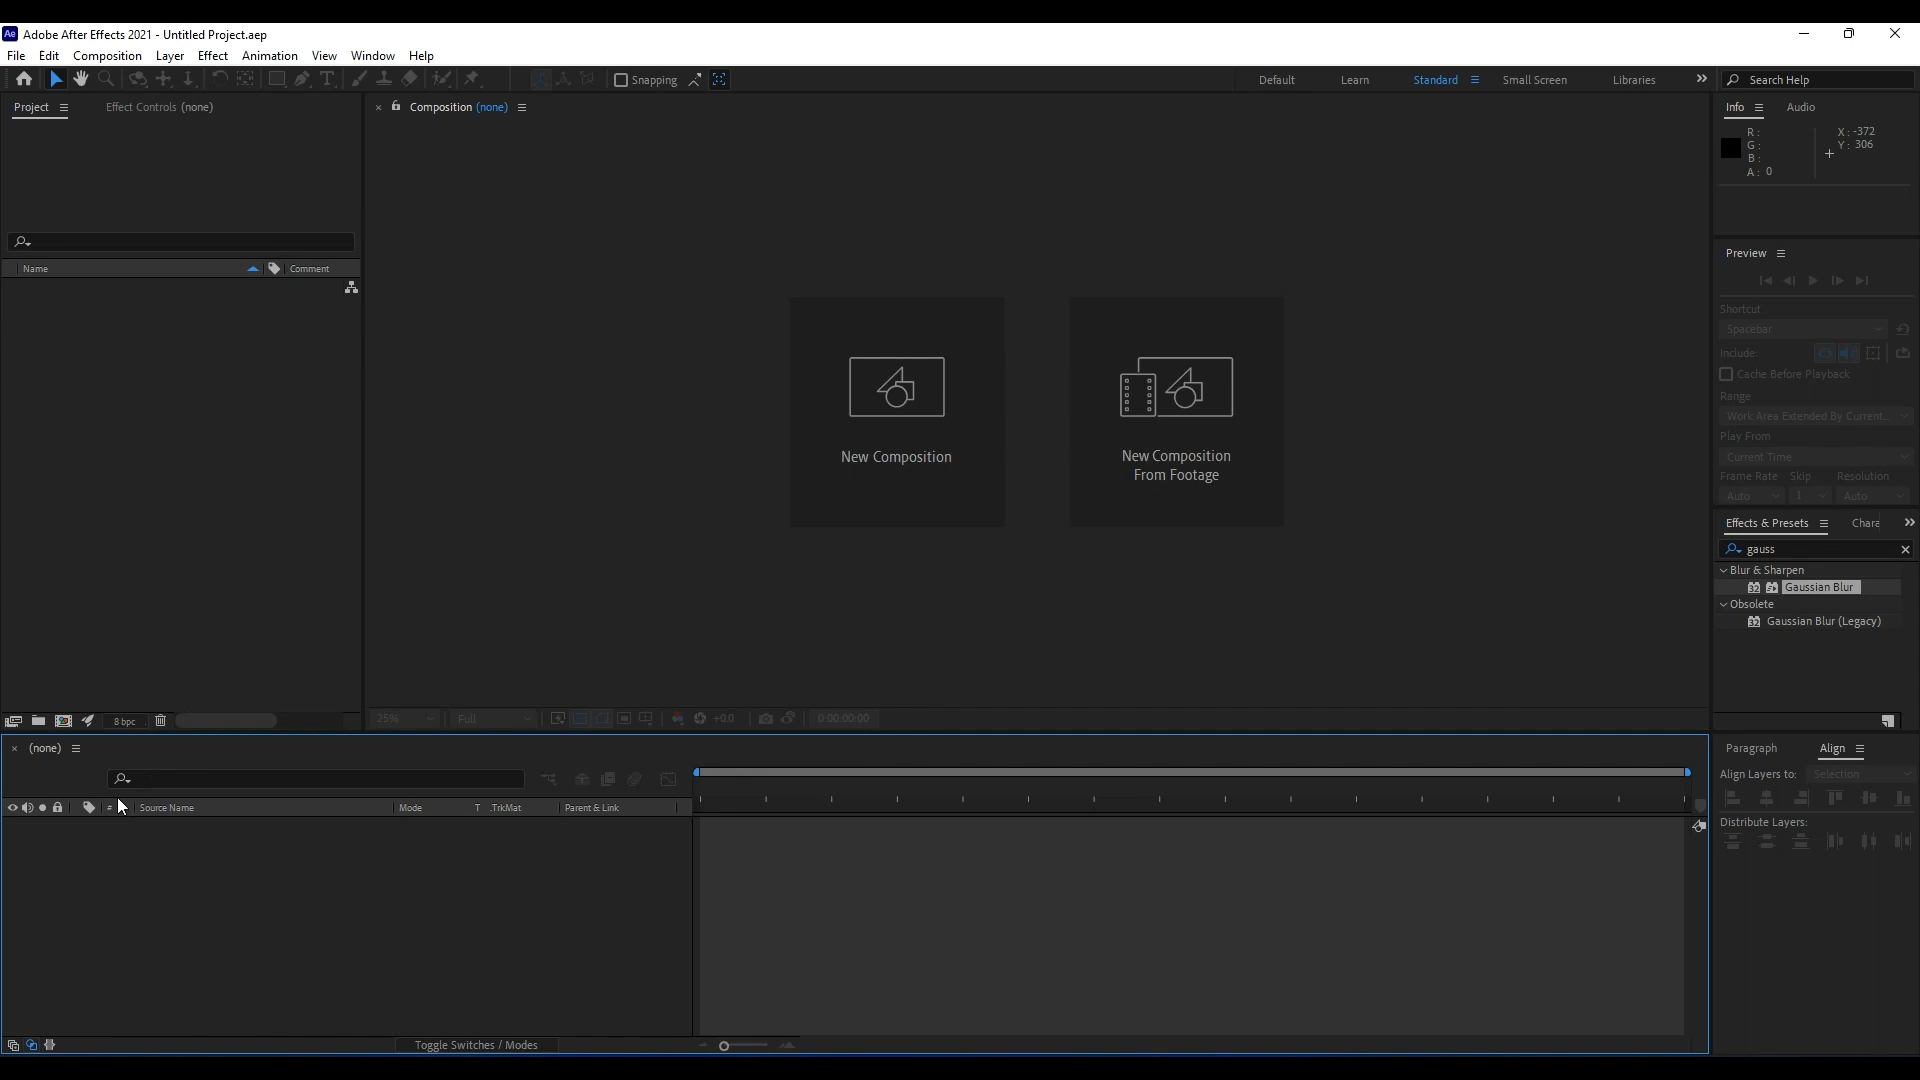 Ae Adobe After Effects 2021 - Untitled Project.aep
File Edit Composition Layer Effect Animation View Window Help
Snapping Default Learn Standard Small Screen Libraries Search Help
Project Effect Controls (none)
Composition (none)
Info Audio
R:
G:
B:
A: 0
X: -372
Y: 306
Name Comment
Preview
Shortcut
Spacebar
Include:
Cache Before Playback
Range
Work Area Extended By Current...
Play From
Current Time
Frame Rate Skip Resolution
Auto 1 Auto
New Composition
New Composition
From Footage
Effects & Presets Chara
gauss
Blur & Sharpen
32 Gaussian Blur
Obsolete
32 Gaussian Blur (Legacy)
8 bpc
25% Full +0.0 0:00:00:00
(none)
# Source Name Mode T .TrkMat Parent & Link
Toggle Switches / Modes
Paragraph Align
Align Layers to: Selection
Distribute Layers: